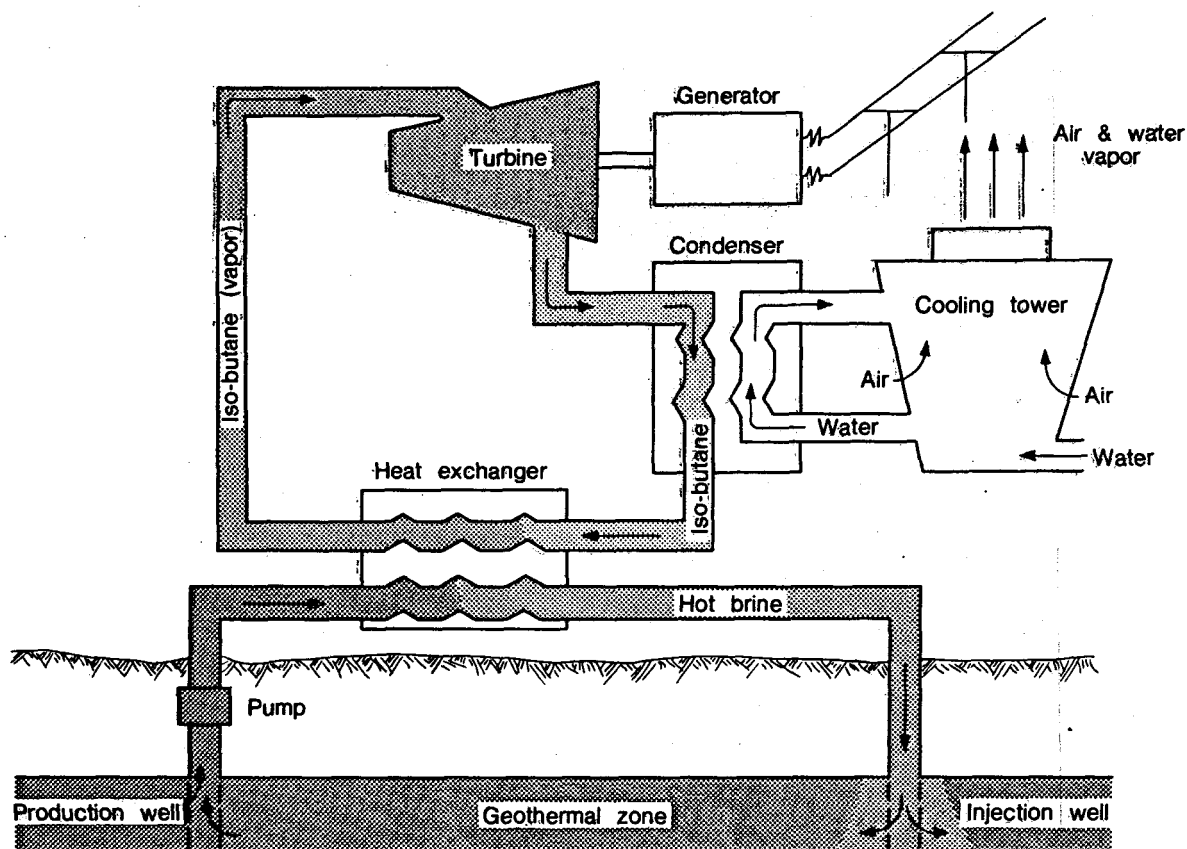 Generator
Air & water
vapor
Turbine
Iso-butane (vapor)
Condenser
Cooling tower
Air
Air
Water
Water
Iso-butane
Heat exchanger
Hot brine
Pump
Production well
Geothermal zone
Injection well